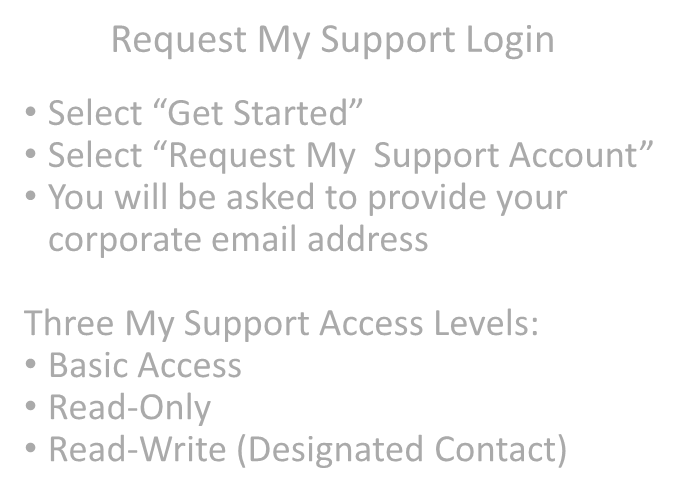 Request My Support Login
• Select “Get Started”
• Select “Request My  Support Account”
• You will be asked to provide your
corporate email address
Three My Support Access Levels:
• Basic Access
• Read-Only
• Read-Write (Designated Contact)